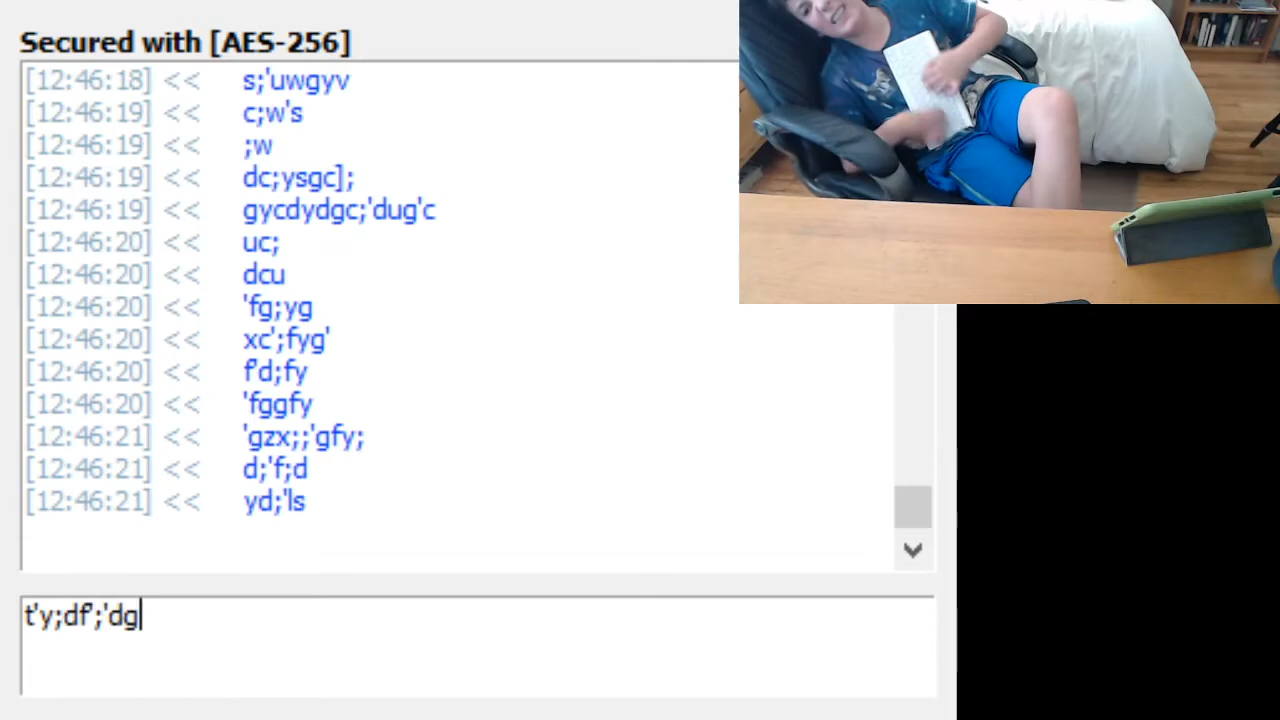 Secured with [AES-256]
[12:46:18] << s;'uwgyv
[12:46:19] << c;w's
[12:46:19] << ;w
[12:46:19] << dc;ysgc];
[12:46:19] << gycdydgc;'dug'c
[12:46:20] << uc;
[12:46:20] << dcu
[12:46:20] << 'fg;yg
[12:46:20] << xc';fyg'
[12:46:20] << f'd;fy
[12:46:20] << 'fggfy
[12:46:21] << 'gzx;;'gfy;
[12:46:21] << d;'f;d
[12:46:21] << yd;'ls
t'y;df';'dg